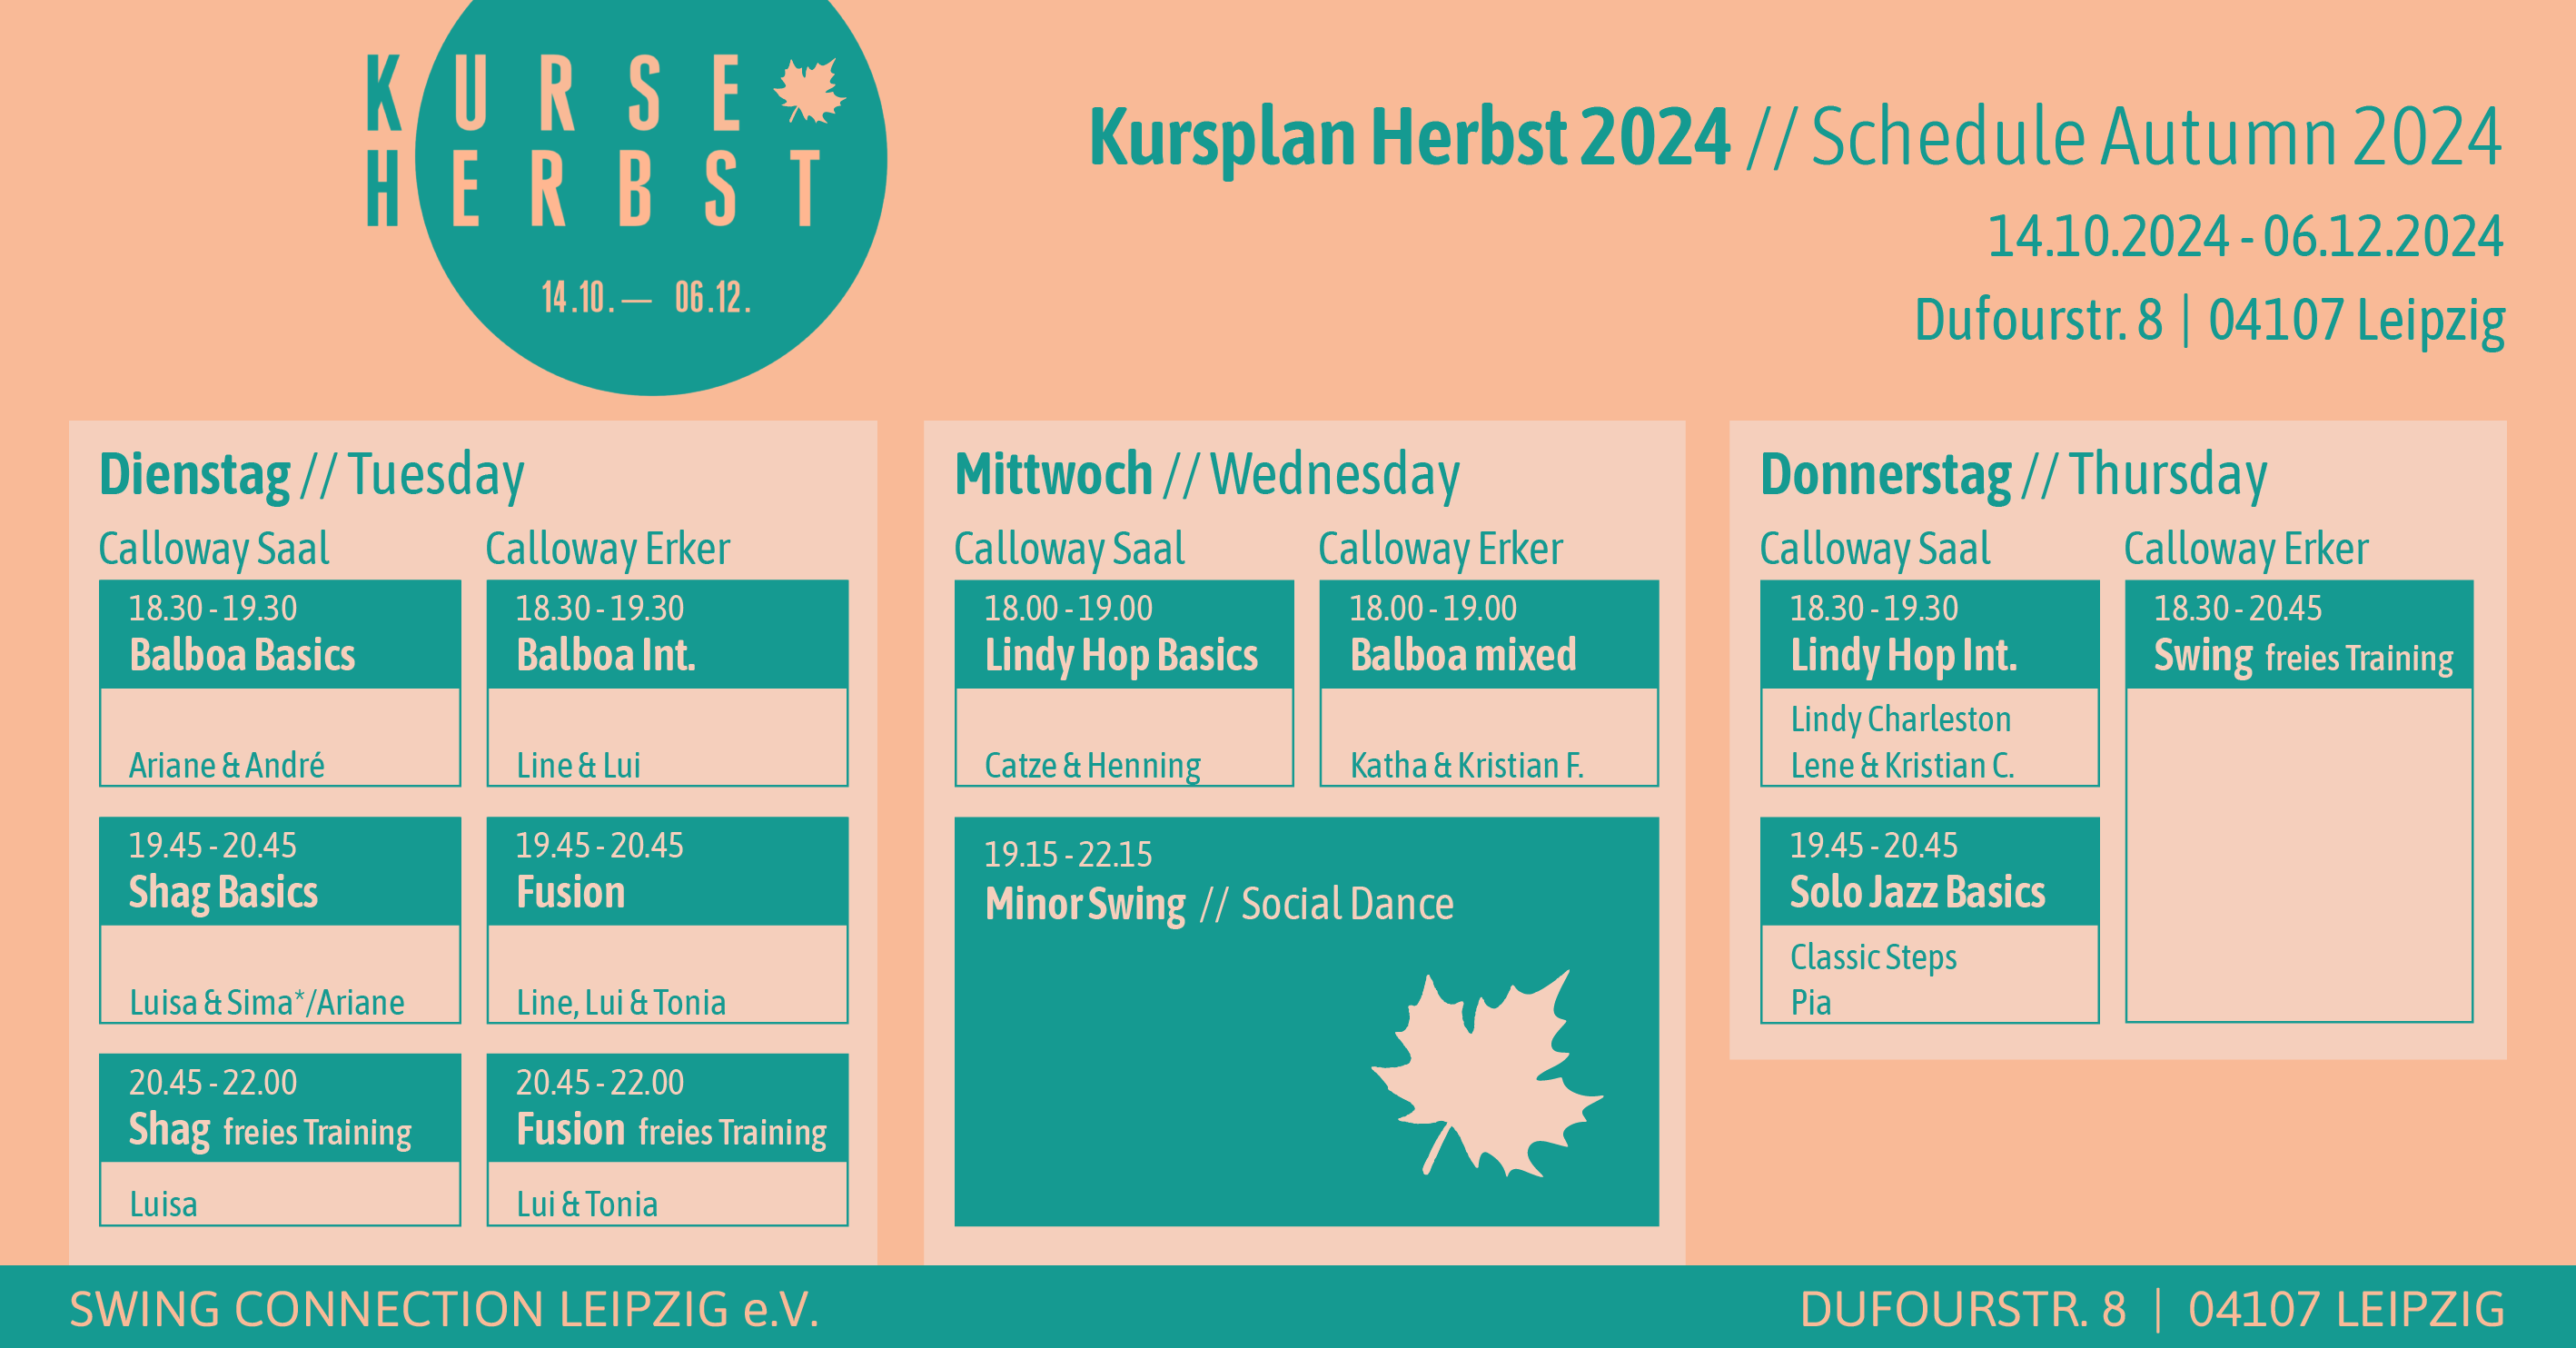 KURSE
HERBST
14.10. — 06.12.
Kursplan Herbst 2024 // Schedule Autumn 2024
14.10.2024 - 06.12.2024
Dufourstr. 8 | 04107 Leipzig
Dienstag // Tuesday
Calloway Saal
18.30 - 19.30
Balboa Basics
Ariane & André
19.45 - 20.45
Shag Basics
Luisa & Sima*/Ariane
20.45 - 22.00
Shag freies Training
Luisa
Calloway Erker
18.30 - 19.30
Balboa Int.
Line & Lui
19.45 - 20.45
Fusion
Line, Lui & Tonia
20.45 - 22.00
Fusion freies Training
Lui & Tonia
Mittwoch // Wednesday
Calloway Saal
18.00 - 19.00
Lindy Hop Basics
Catze & Henning
Calloway Erker
18.00 - 19.00
Balboa mixed
Katha & Kristian F.
19.15 - 22.15
Minor Swing // Social Dance
Donnerstag // Thursday
Calloway Saal
18.30 - 19.30
Lindy Hop Int.
Lindy Charleston
Lene & Kristian C.
19.45 - 20.45
Solo Jazz Basics
Classic Steps
Pia
Calloway Erker
18.30 - 20.45
Swing freies Training
SWING CONNECTION LEIPZIG e.V.
DUFOURSTR. 8 | 04107 LEIPZIG